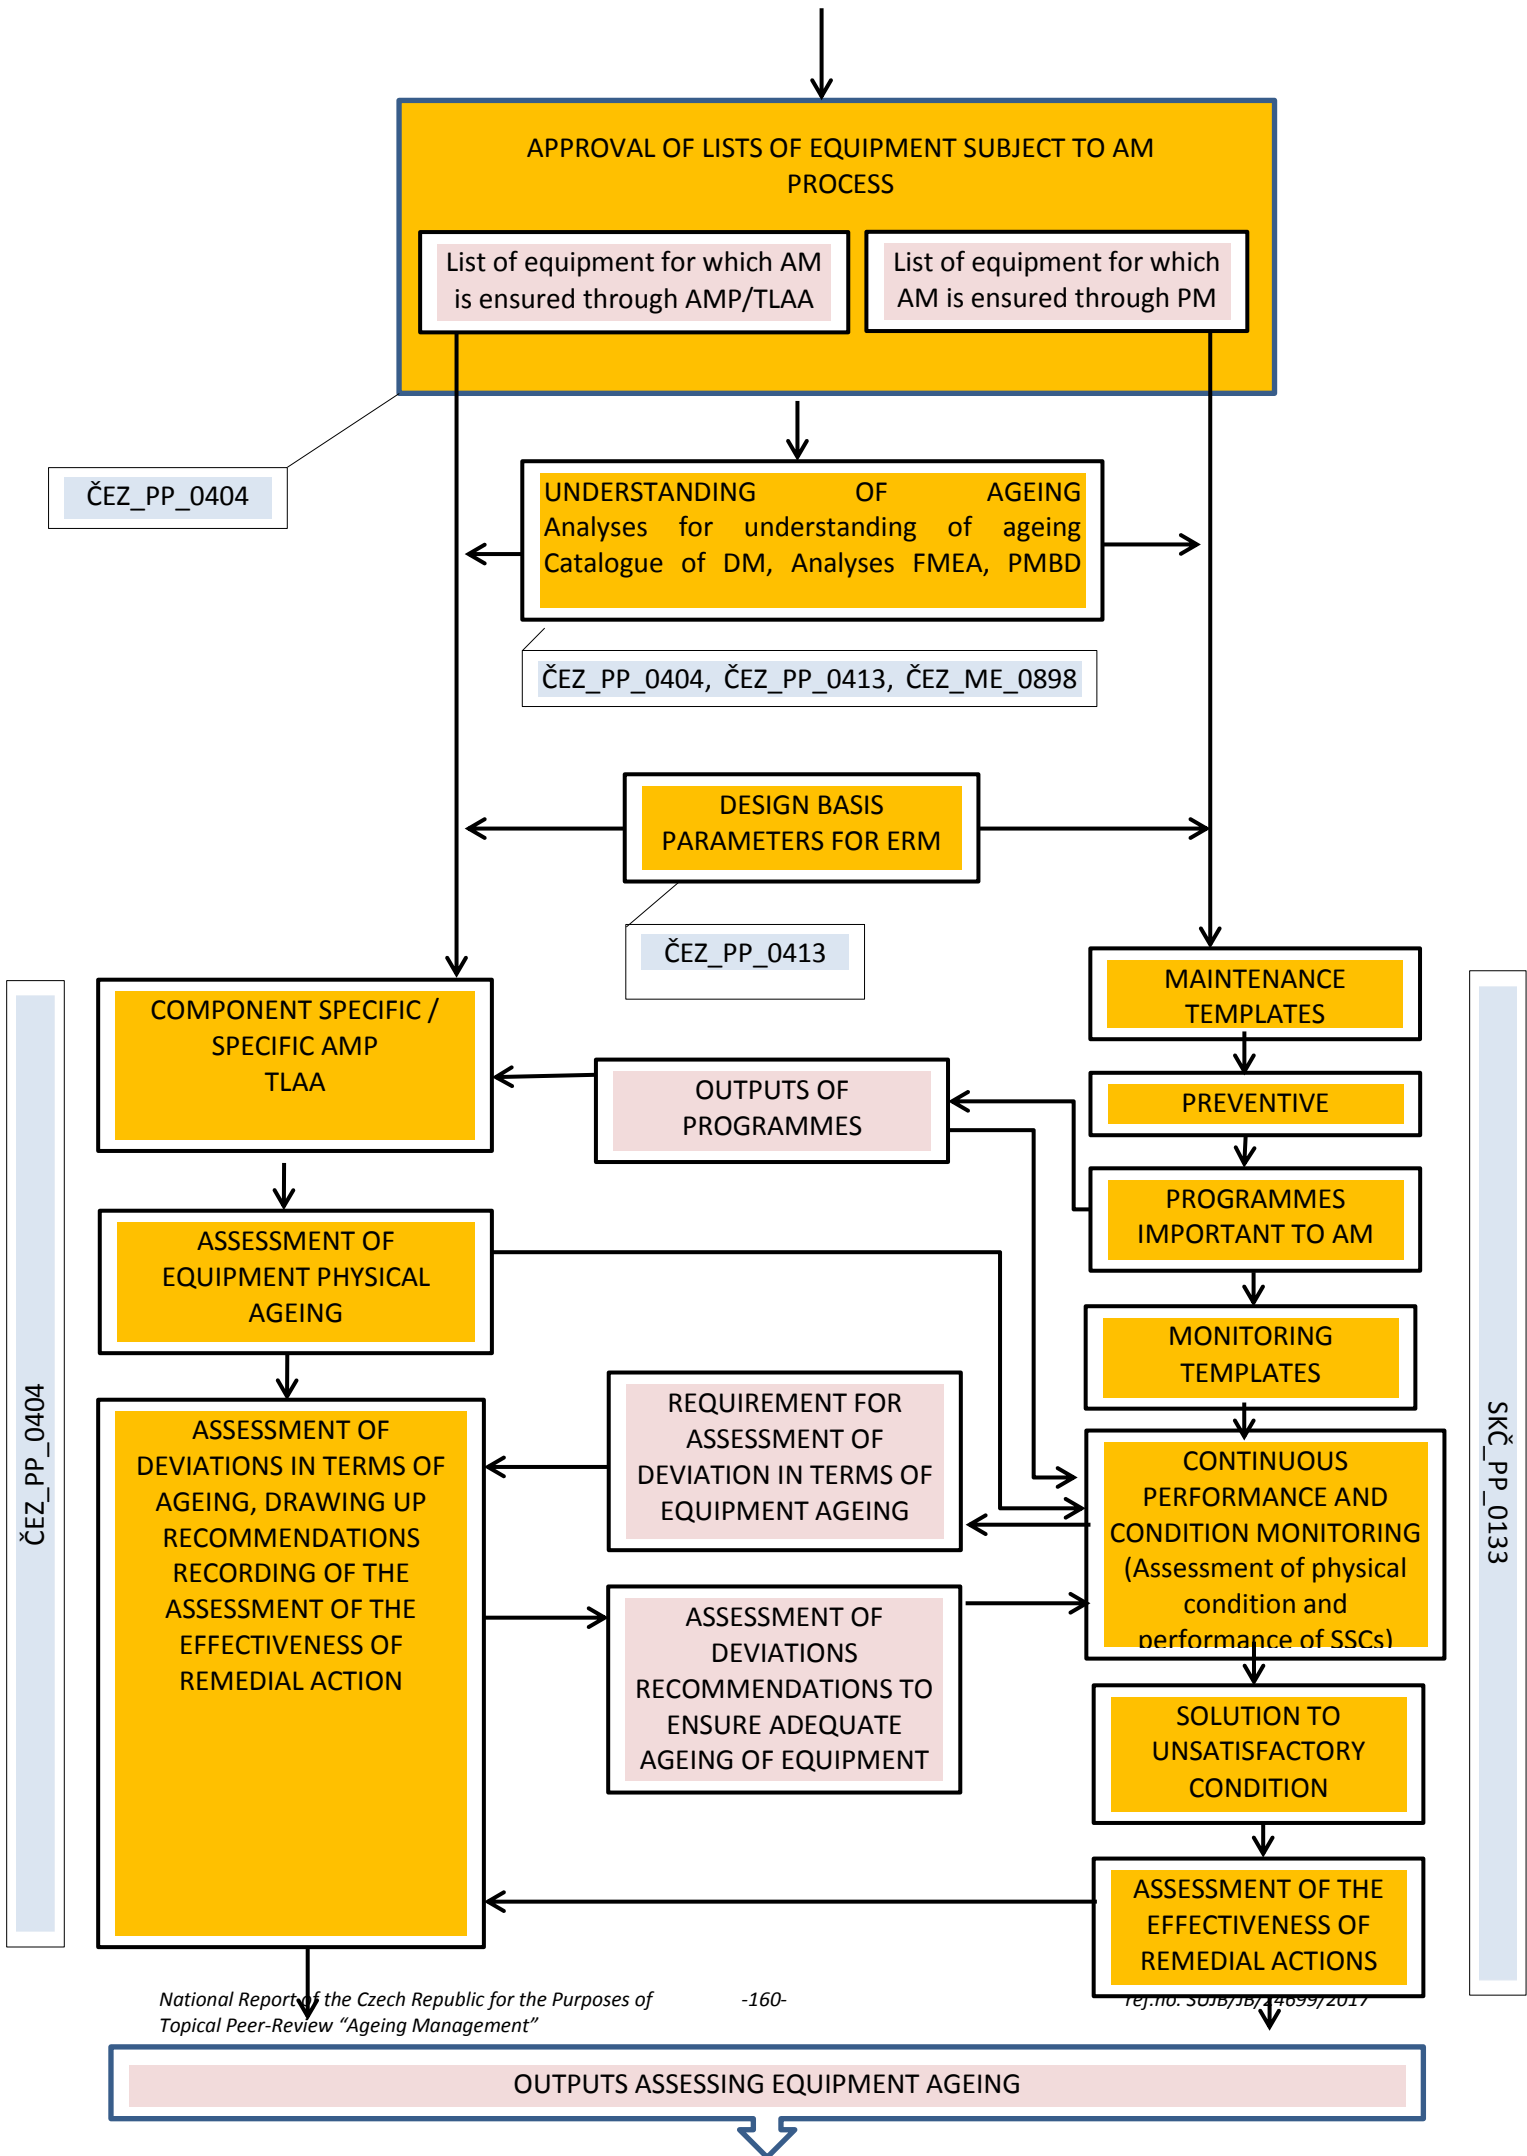 APPROVAL OF LISTS OF EQUIPMENT SUBJECT TO AM
PROCESS
List of equipment for which AM
is ensured through AMP/TLAA
List of equipment for which
AM is ensured through PM
ČEZ_PP_0404
UNDERSTANDING OF AGEING
Analyses for understanding of ageing
Catalogue of DM, Analyses FMEA, PMBD
ČEZ_PP_0404, ČEZ_PP_0413, ČEZ_ME_0898
DESIGN BASIS
PARAMETERS FOR ERM
ČEZ_PP_0413
COMPONENT SPECIFIC /
SPECIFIC AMP
TLAA
MAINTENANCE
TEMPLATES
OUTPUTS OF
PROGRAMMES
PREVENTIVE
PROGRAMMES
IMPORTANT TO AM
ASSESSMENT OF
EQUIPMENT PHYSICAL
AGEING
MONITORING
TEMPLATES
ČEZ_PP_0404
ASSESSMENT OF
DEVIATIONS IN TERMS OF
AGEING, DRAWING UP
RECOMMENDATIONS
RECORDING OF THE
ASSESSMENT OF THE
EFFECTIVENESS OF
REMEDIAL ACTION
REQUIREMENT FOR
ASSESSMENT OF
DEVIATION IN TERMS OF
EQUIPMENT AGEING
CONTINUOUS
PERFORMANCE AND
CONDITION MONITORING
(Assessment of physical
condition and
performance of SSCs)
SKČ_PP_0133
ASSESSMENT OF
DEVIATIONS
RECOMMENDATIONS TO
ENSURE ADEQUATE
AGEING OF EQUIPMENT
SOLUTION TO
UNSATISFACTORY
CONDITION
ASSESSMENT OF THE
EFFECTIVENESS OF
REMEDIAL ACTIONS
National Report of the Czech Republic for the Purposes of -160- ref.no. SÚJB/JB/24699/2017
Topical Peer-Review “Ageing Management”
OUTPUTS ASSESSING EQUIPMENT AGEING